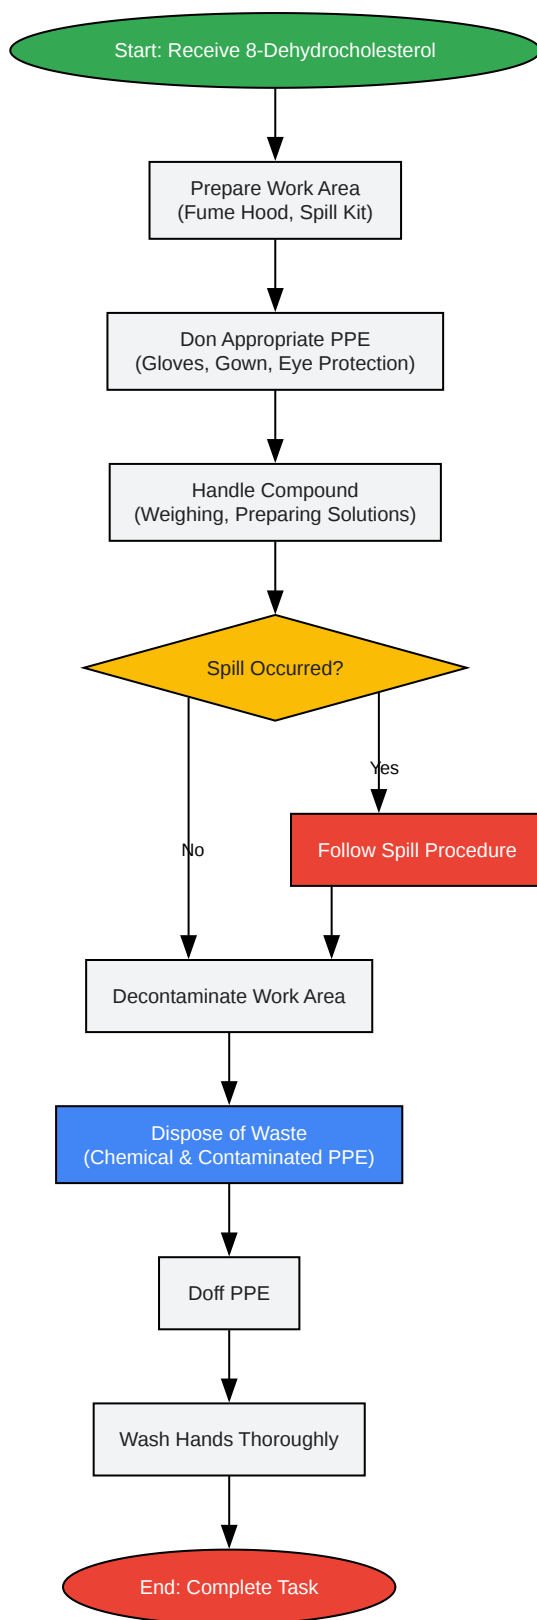 Start: Receive 8-Dehydrocholesterol
Prepare Work Area
(Fume Hood, Spill Kit)
Don Appropriate PPE
(Gloves, Gown, Eye Protection)
Handle Compound
(Weighing, Preparing Solutions)
Spill Occurred?
Yes
No
Follow Spill Procedure
Decontaminate Work Area
Dispose of Waste
(Chemical & Contaminated PPE)
Doff PPE
Wash Hands Thoroughly
End: Complete Task